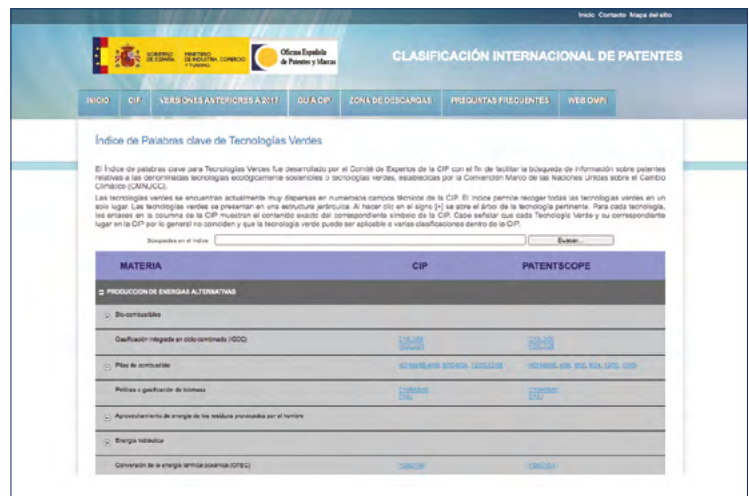 Inicio Contacto Mapa del sitio
GOBIERNO DE ESPAÑA
MINISTERIO DE INDUSTRIA, COMERCIO Y TURISMO
Oficina Española de Patentes y Marcas
CLASIFICACIÓN INTERNACIONAL DE PATENTES
INICIO CIP VERSIONES ANTERIORES A 2017 GUÍA CIP ZONA DE DESCARGAS PREGUNTAS FRECUENTES WEB OMPI
Índice de Palabras clave de Tecnologías Verdes
El Índice de palabras clave para Tecnologías Verdes fue desarrollado por el Comité de Expertos de la CIP con el fin de facilitar la búsqueda de información sobre patentes
relativas a las denominadas tecnologías ecológicamente sostenibles o tecnologías verdes, establecidas por la Convención Marco de las Naciones Unidas sobre el Cambio
Climático (CMNUCC).
Las tecnologías verdes se encuentran actualmente muy dispersas en numerosos campos técnicos de la CIP. El índice permite recoger todas las tecnologías verdes en un
solo lugar. Las tecnologías verdes se presentan en una estructura jerárquica. Al hacer clic en el signo [+] se abre el árbol de la tecnología pertinente. Para cada tecnología,
los enlaces en la columna de la CIP muestran el contenido exacto del correspondiente símbolo de la CIP. Cabe señalar que cada Tecnología Verde y su correspondiente
lugar en la CIP por lo general no coinciden y que la tecnología verde puede ser aplicable a varias clasificaciones dentro de la CIP.
Búsquedas en el índice Buscar...
MATERIA CIP PATENTSCOPE
PRODUCCION DE ENERGIAS ALTERNATIVAS
Bio-combustibles
Gasificación integrada en ciclo combinado (IGCC)
Pilas de combustible
Pirólisis o gasificación de biomasa
Aprovechamiento de energía de los residuos provocados por el hombre
Energía hidráulica
Conversión de la energía térmica oceánica (OTEC)